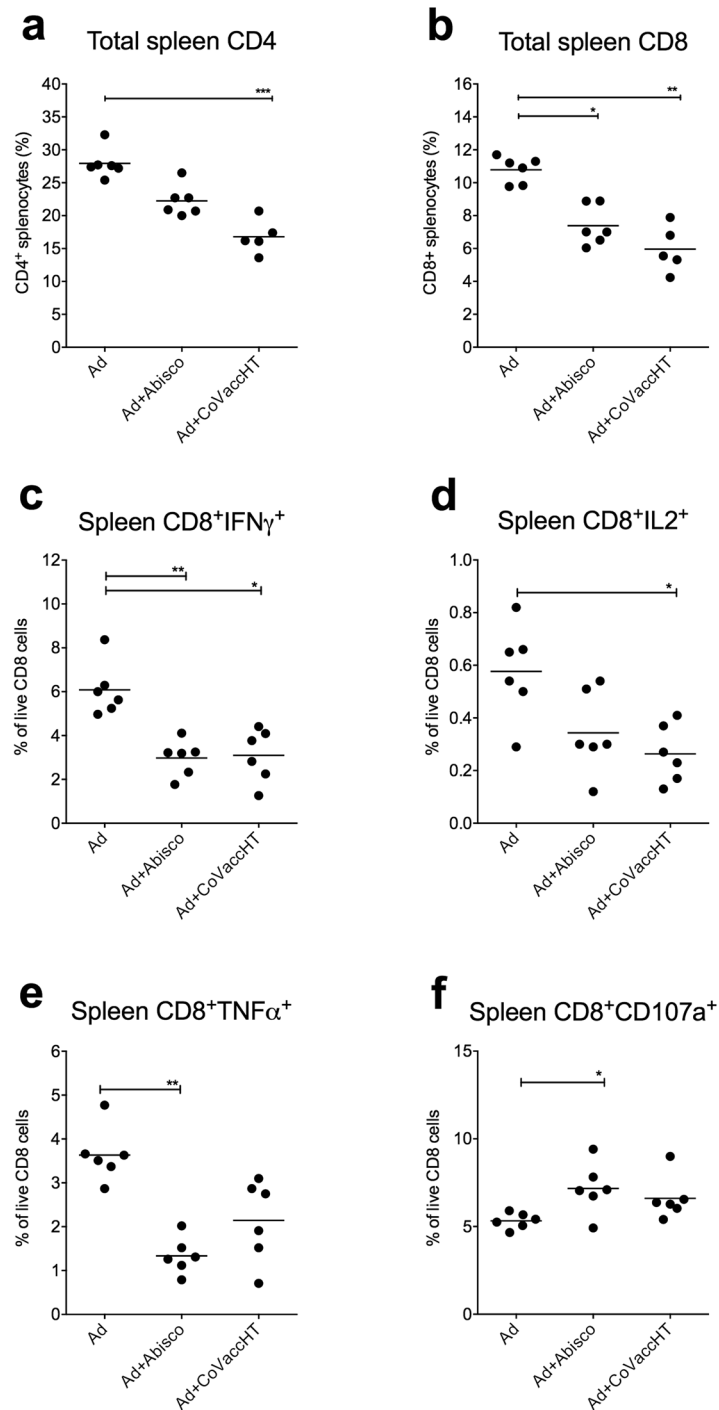 a
Total spleen CD4
CD4⁺ splenocytes (%)
40
35
30
25
20
15
10
5
0
***
Ad
Ad+Abisco
Ad+CoVaccHT
b
Total spleen CD8
CD8+ splenocytes (%)
16
14
12
10
8
6
4
2
0
**
*
Ad
Ad+Abisco
Ad+CoVaccHT
c
Spleen CD8⁺IFNγ⁺
% of live CD8 cells
12
10
8
6
4
2
0
**
*
Ad
Ad+Abisco
Ad+CoVaccHT
d
Spleen CD8⁺IL2⁺
% of live CD8 cells
1.0
0.8
0.6
0.4
0.2
0.0
*
Ad
Ad+Abisco
Ad+CoVaccHT
e
Spleen CD8⁺TNFα⁺
% of live CD8 cells
6
5
4
3
2
1
0
**
Ad
Ad+Abisco
Ad+CoVaccHT
f
Spleen CD8⁺CD107a⁺
% of live CD8 cells
15
10
5
0
*
Ad
Ad+Abisco
Ad+CoVaccHT